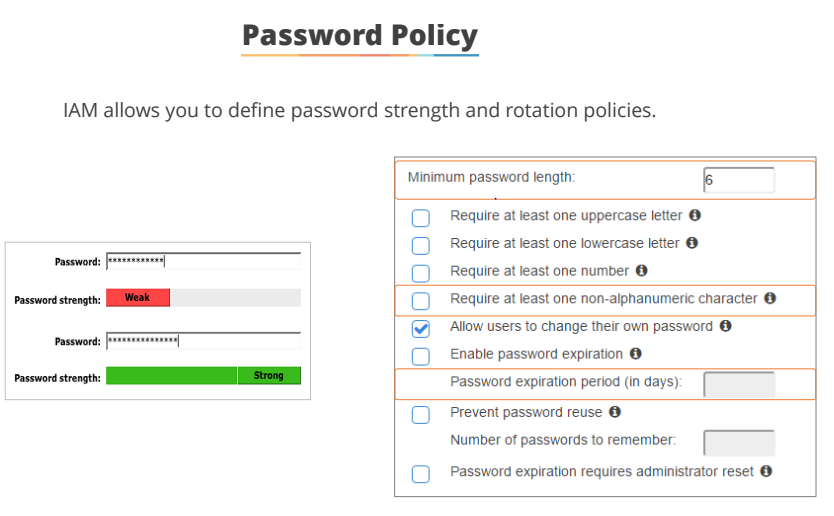 Password Policy
IAM allows you to define password strength and rotation policies.
Password: ************
Password strength: Weak
Password: ***************
Password strength: Strong
Minimum password length: 6
Require at least one uppercase letter
Require at least one lowercase letter
Require at least one number
Require at least one non-alphanumeric character
Allow users to change their own password
Enable password expiration
Password expiration period (in days):
Prevent password reuse
Number of passwords to remember:
Password expiration requires administrator reset